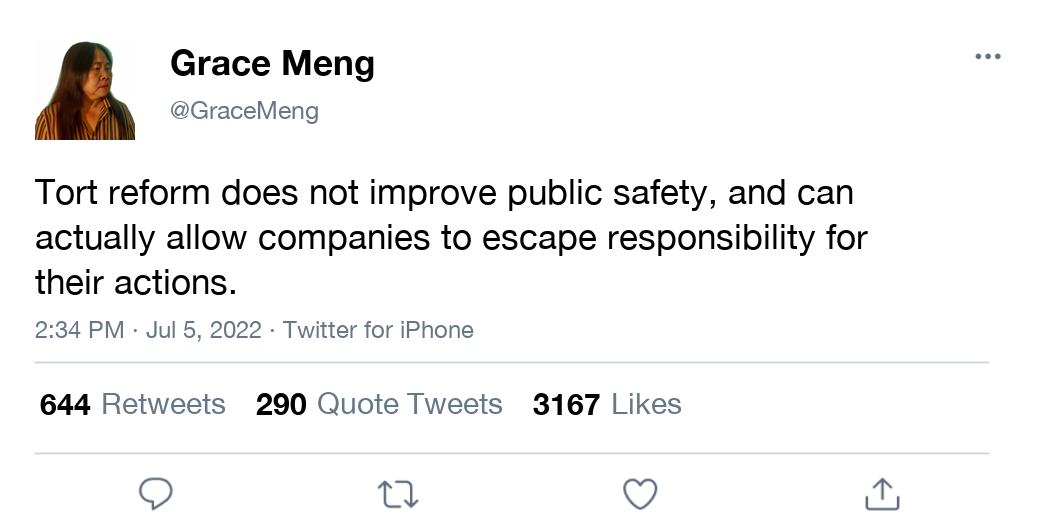 Grace Meng
@GraceMeng
Tort reform does not improve public safety, and can
actually allow companies to escape responsibility for
their actions.
2:34 PM · Jul 5, 2022 · Twitter for iPhone
644 Retweets 290 Quote Tweets 3167 Likes